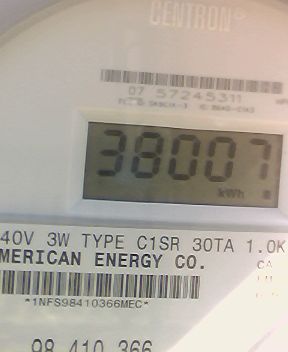 CENTRON
07 57245311
38007
kWh
40V 3W TYPE C1SR 30TA 1.0K
MERICAN ENERGY CO.
CA
*1NFS98410366MEC*
98 410 366